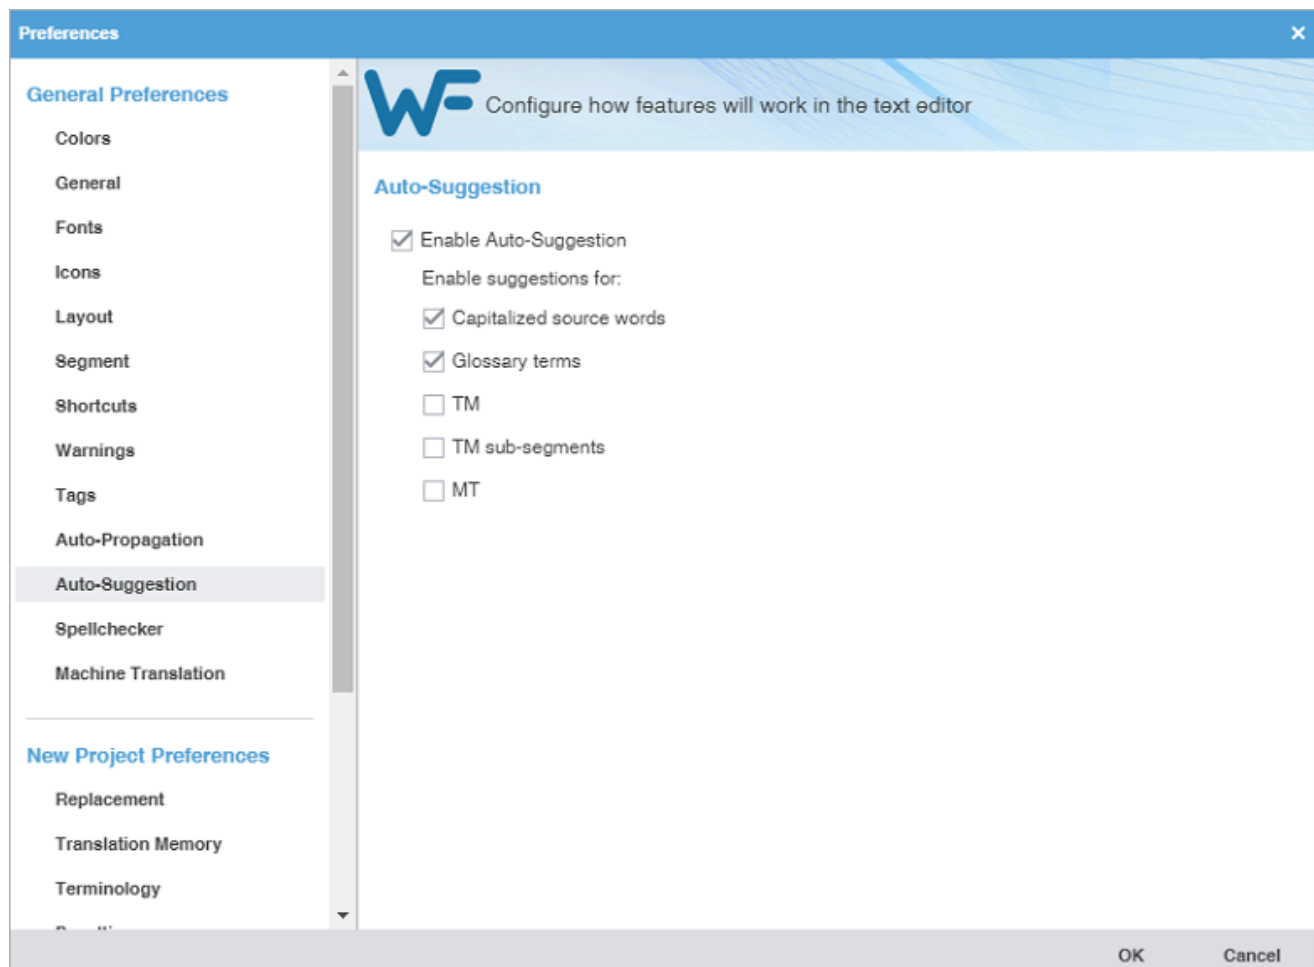 Preferences
General Preferences
Colors
General
Fonts
Icons
Layout
Segment
Shortcuts
Warnings
Tags
Auto-Propagation
Auto-Suggestion
Spellchecker
Machine Translation
New Project Preferences
Replacement
Translation Memory
Terminology
WF Configure how features will work in the text editor
Auto-Suggestion
Enable Auto-Suggestion
Enable suggestions for:
Capitalized source words
Glossary terms
TM
TM sub-segments
MT
OK Cancel